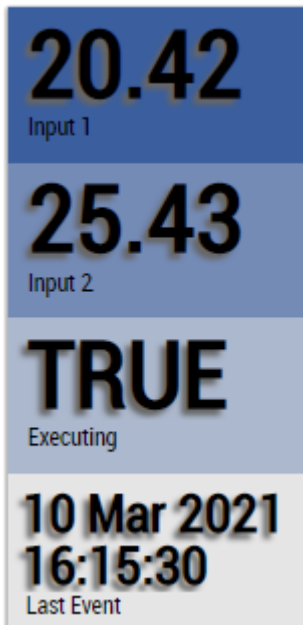 20.42
Input 1
25.43
Input 2
TRUE
Executing
10 Mar 2021
16:15:30
Last Event